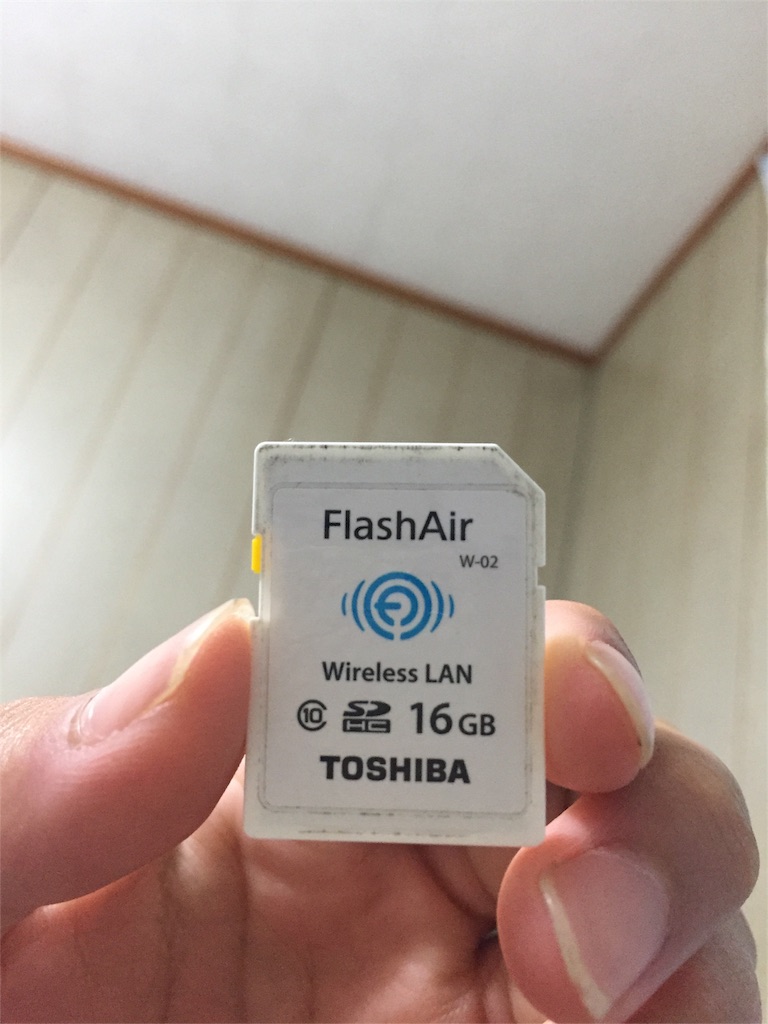 FlashAir
W-02
Wireless LAN
10 SDHC 16GB
TOSHIBA